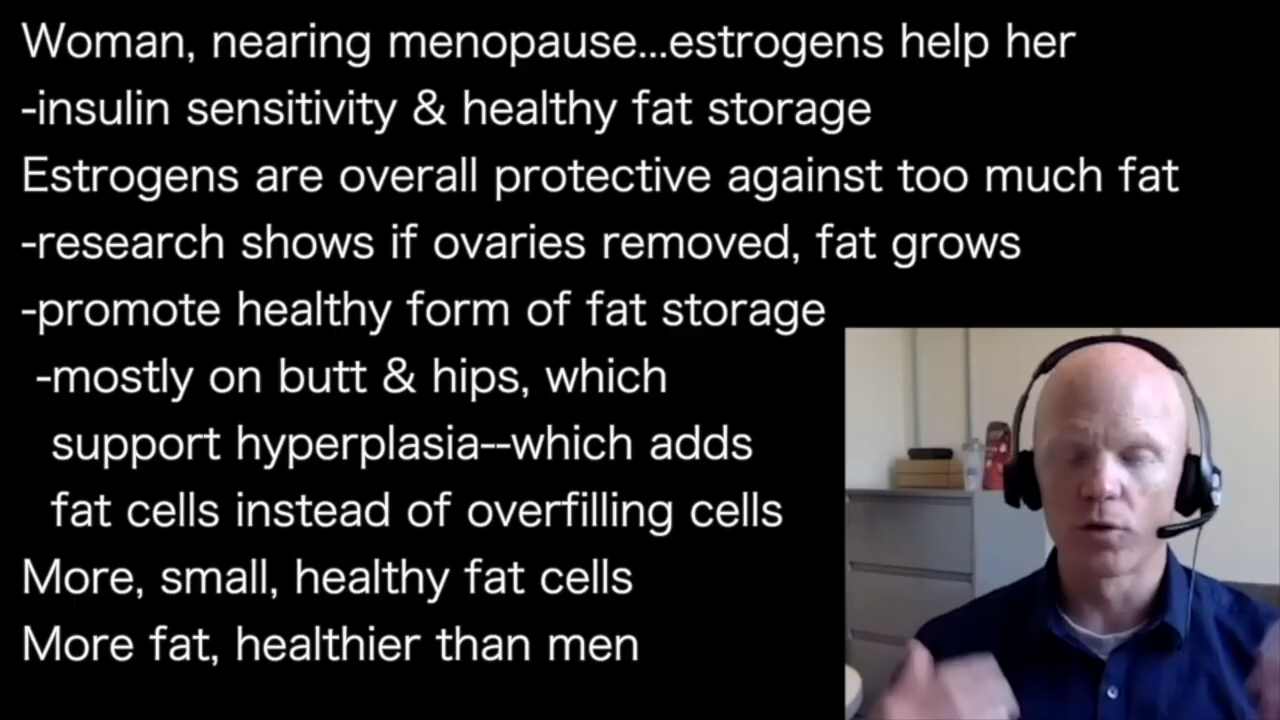 Woman, nearing menopause...estrogens help her
-insulin sensitivity & healthy fat storage
Estrogens are overall protective against too much fat
-research shows if ovaries removed, fat grows
-promote healthy form of fat storage
-mostly on butt & hips, which
support hyperplasia--which adds
fat cells instead of overfilling cells
More, small, healthy fat cells
More fat, healthier than men